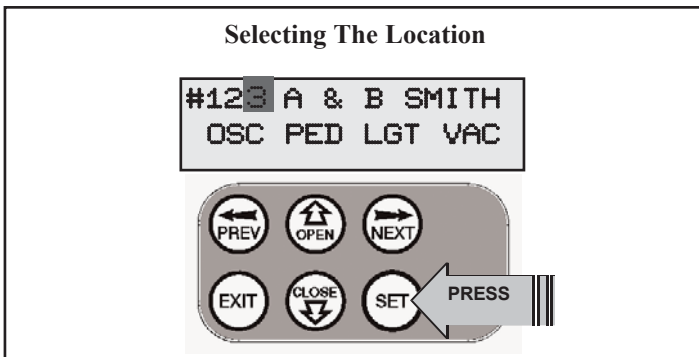 Selecting The Location
#123 A & B SMITH
OSC PED LGT VAC
PREV OPEN NEXT
EXIT CLOSE SET PRESS